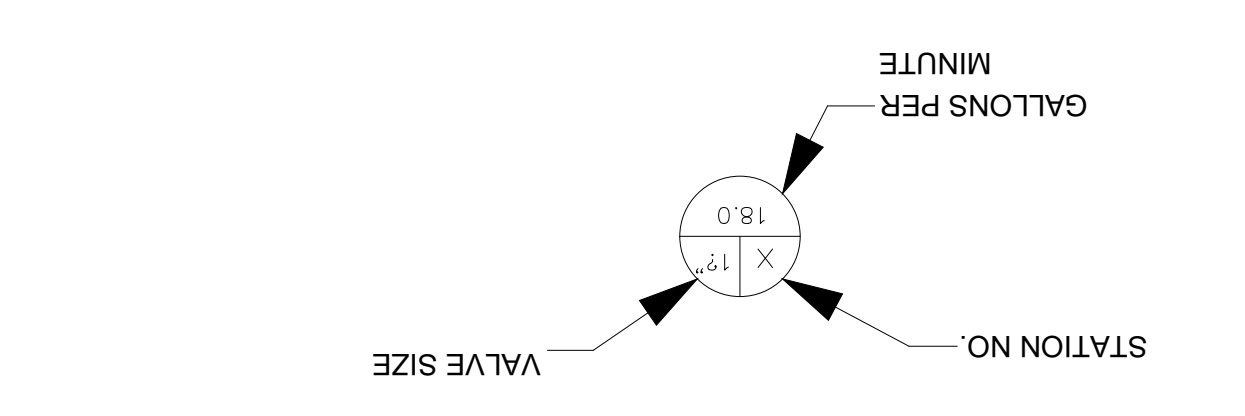 STATION NO.
VALVE SIZE
X
1?"
18.0
GALLONS PER
MINUTE